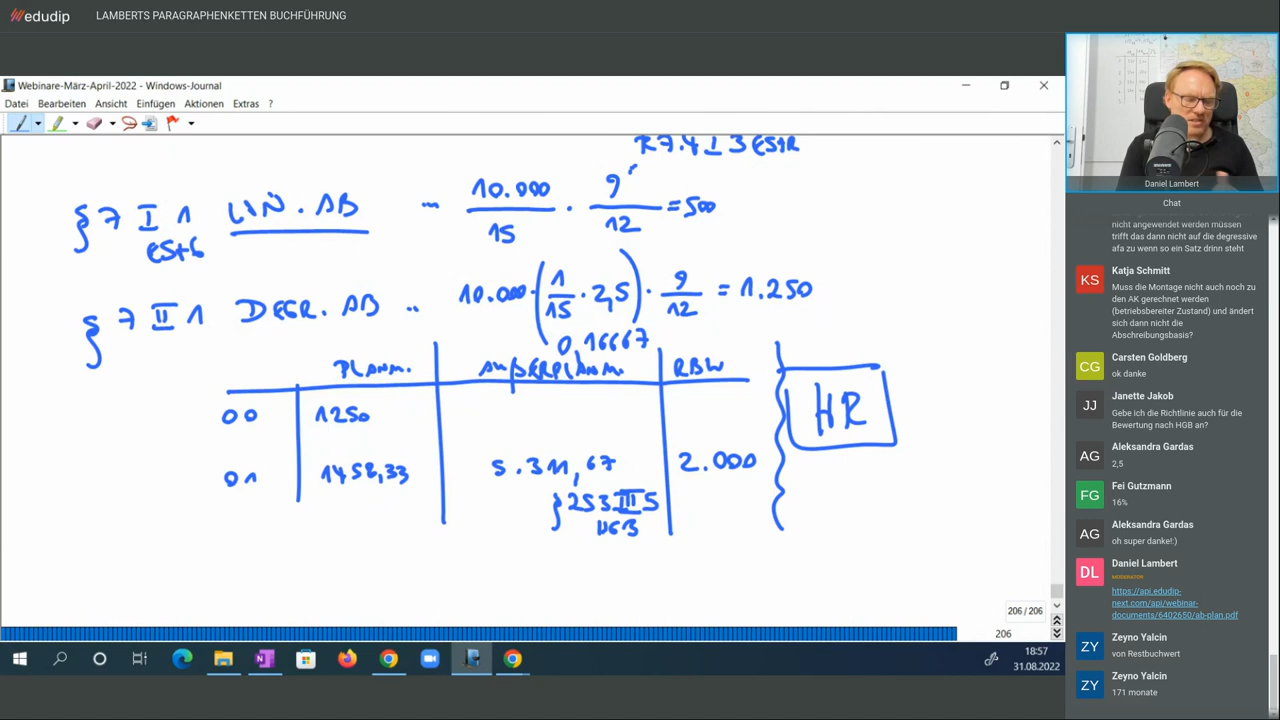 edudip
LAMBERTS PARAGRAPHENKETTEN BUCHFÜHRUNG
Webinare-März-April-2022 - Windows-Journal
Datei Bearbeiten Ansicht Einfügen Aktionen Extras ?
R 7.4 I 3 EStR
§ 7 I 1 LIN. AB
EStG
10.000 / 15 · 9 / 12 = 500
§ 7 II 1 DEGR. AB
10.000 · ( 1 / 15 · 2,5 ) · 9 / 12 = 1.250
0,16667
PLANM. AUßERPLANM. RBW
00 1250
HR
01 1458,33 5.311,67 2.000
§ 253 III 5
HGB
206 / 206
206
18:57
31.08.2022
Daniel Lambert
Chat
nicht angewendet werden müssen
trifft das dann nicht auf die degressive
afa zu wenn so ein Satz drinn steht
KS Katja Schmitt
Muss die Montage nicht auch noch zu
den AK gerechnet werden
(betriebsbereiter Zustand) und ändert
sich dann nicht die
Abschreibungsbasis?
CG Carsten Goldberg
ok danke
JJ Janette Jakob
Gebe ich die Richtlinie auch für die
Bewertung nach HGB an?
AG Aleksandra Gardas
2,5
FG Fei Gutzmann
16%
AG Aleksandra Gardas
oh super danke!:)
DL Daniel Lambert
MODERATOR
https://api.edudip-
next.com/api/webinar-
documents/6402650/ab-plan.pdf
ZY Zeyno Yalcin
von Restbuchwert
ZY Zeyno Yalcin
171 monate